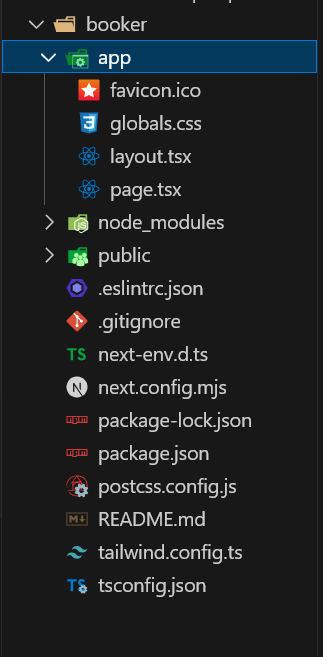 booker
app
favicon.ico
globals.css
layout.tsx
page.tsx
node_modules
public
.eslintrc.json
.gitignore
TS next-env.d.ts
N next.config.mjs
package-lock.json
package.json
postcss.config.js
README.md
tailwind.config.ts
TS tsconfig.json